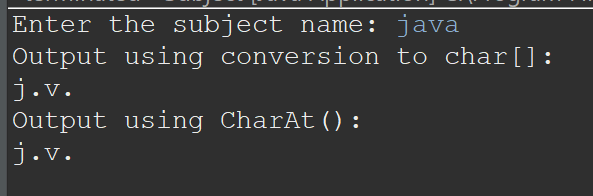 Enter the subject name: java
Output using conversion to char[]:
j.v.
Output using CharAt():
j.v.